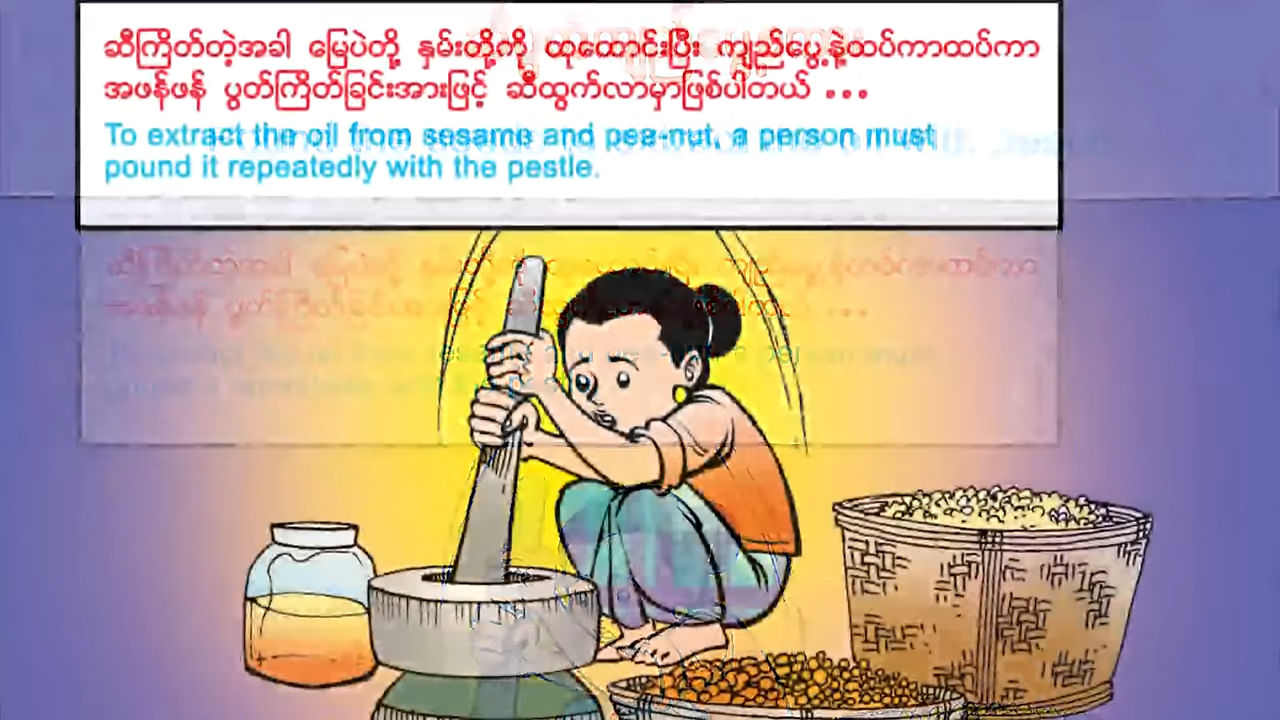 ဆီကြိတ်တဲ့အခါ မြေပဲတို့ နှမ်းတို့ကို ထုထောင်းပြီး ကျည်ပွေ့နဲ့ထပ်ကာထပ်ကာ
အဖန်ဖန် ပွတ်ကြိတ်ခြင်းအားဖြင့် ဆီထွက်လာမှာဖြစ်ပါတယ် ...
To extract the oil from sesame and pea-nut, a person must
pound it repeatedly with the pestle.